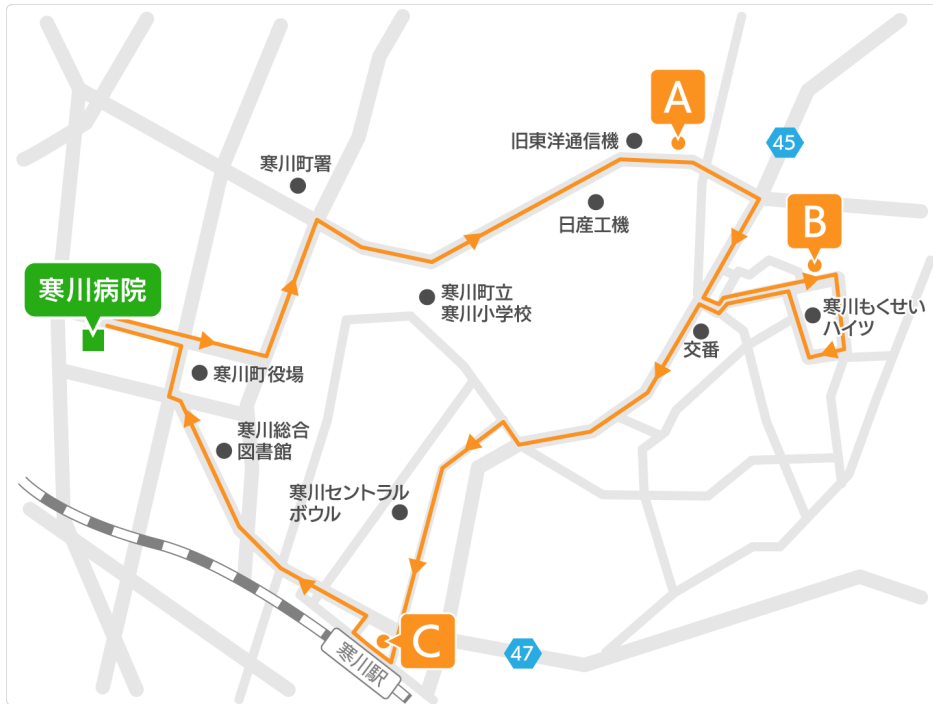 A
旧東洋通信機
45
寒川町署
日産工機
B
寒川病院
寒川町立
寒川小学校
寒川もくせい
ハイツ
交番
寒川町役場
寒川総合
図書館
寒川セントラル
ボウル
C
47
寒川駅